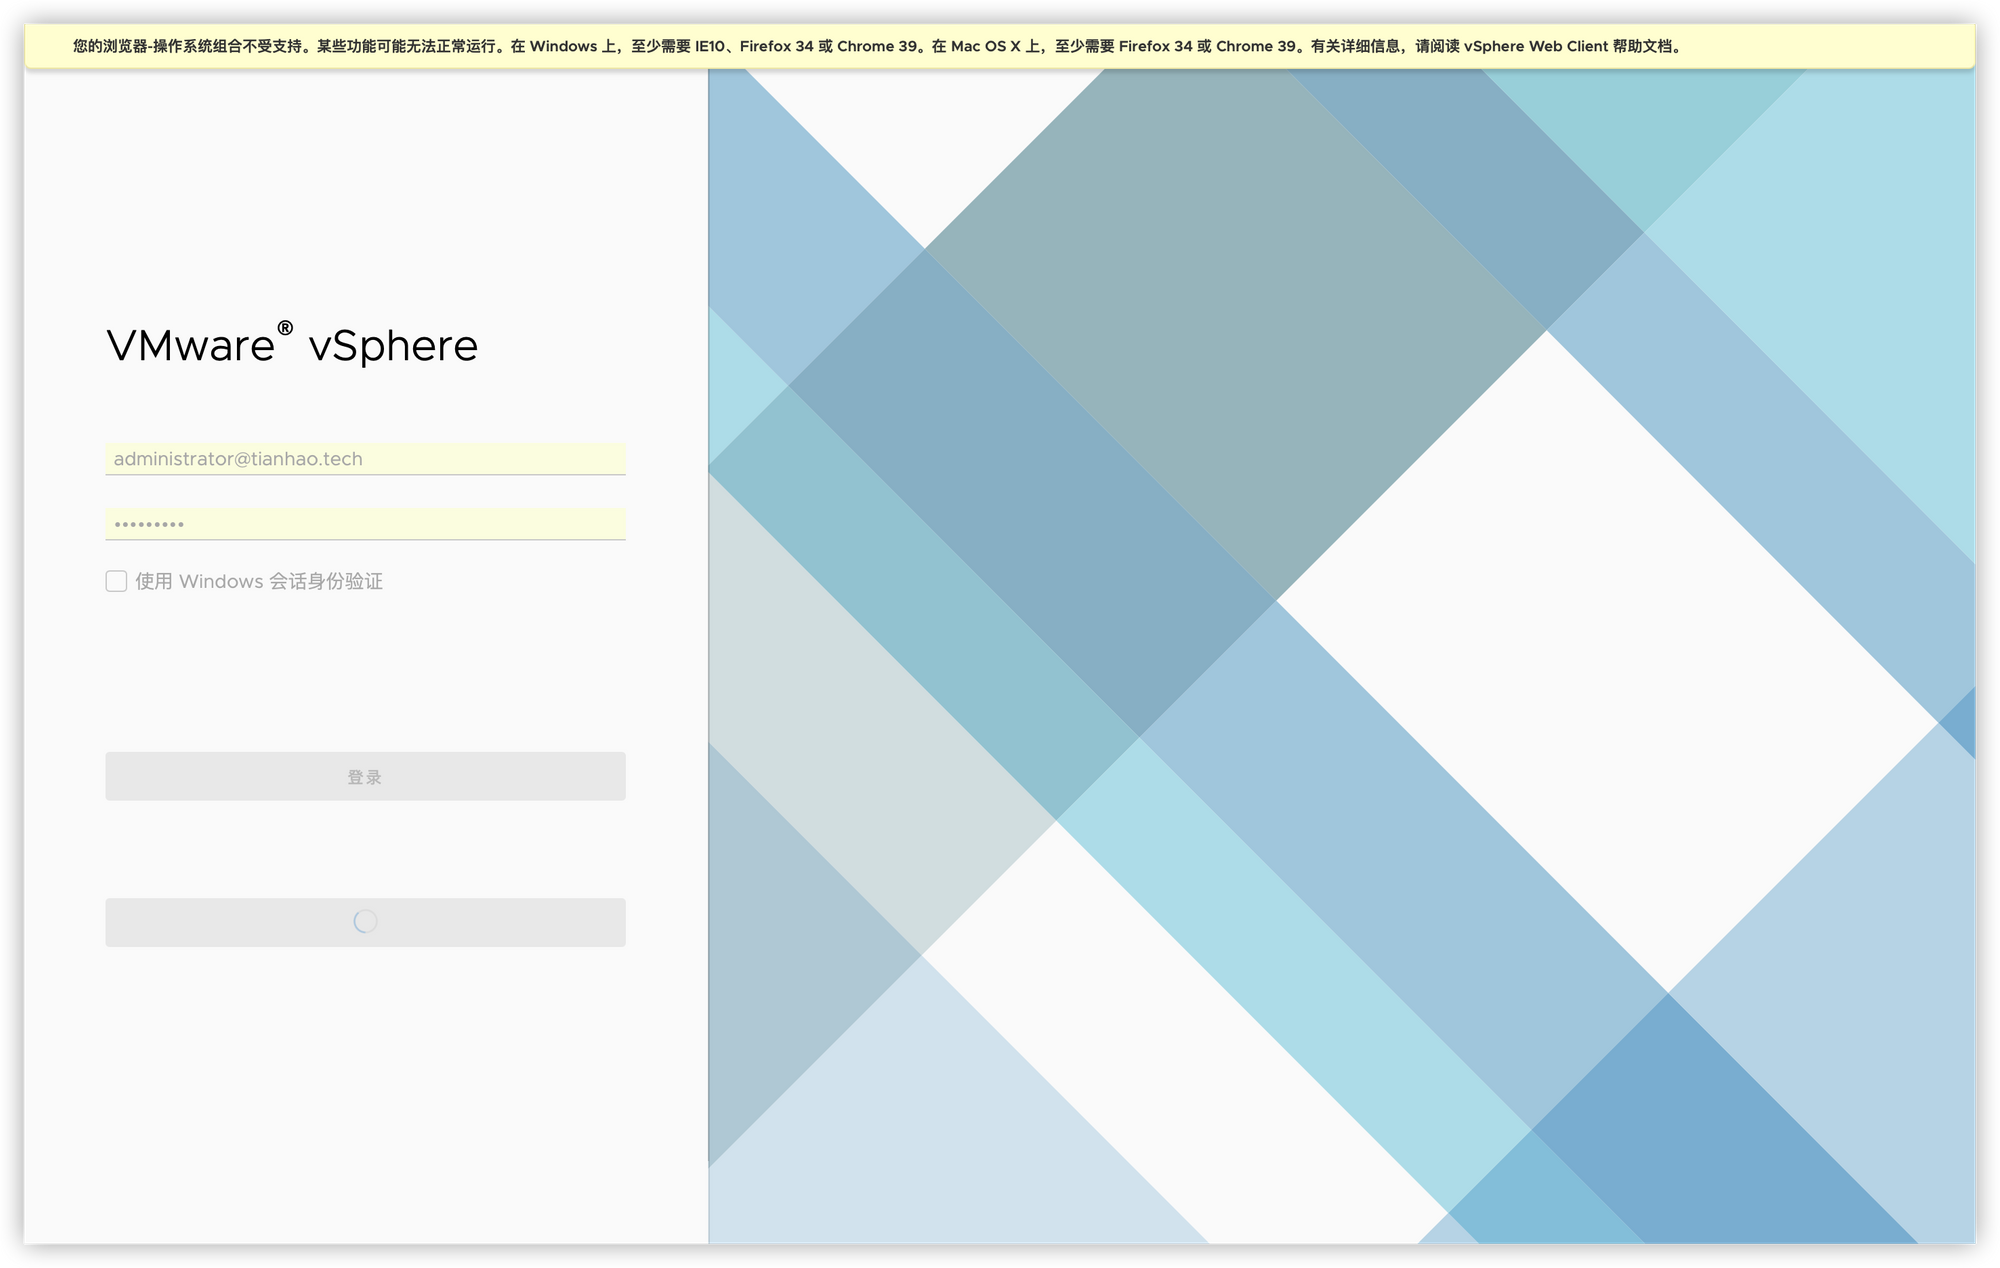 您的浏览器-操作系统组合不受支持。某些功能可能无法正常运行。在 Windows 上，至少需要 IE10、Firefox 34 或 Chrome 39。在 Mac OS X 上，至少需要 Firefox 34 或 Chrome 39。有关详细信息，请阅读 vSphere Web Client 帮助文档。
VMware® vSphere
administrator@tianhao.tech
•••••••••
使用 Windows 会话身份验证
登录